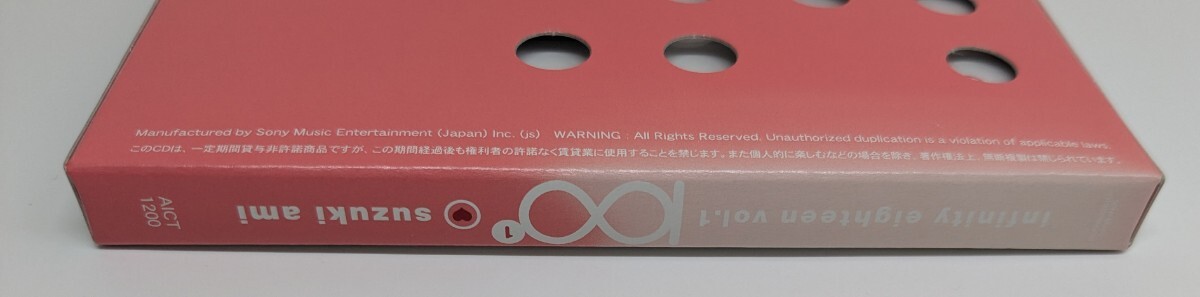 Manufactured by Sony Music Entertainment (Japan) Inc. (js) WARNING : All Rights Reserved. Unauthorized duplication is a violation of applicable laws.
このCDは、一定期間貸与非許諾商品ですが、この期間経過後も権利者の許諾なく賃貸業に使用することを禁じます。また個人的に楽しむなどの場合を除き、著作権法上、無断複製は禁じられています。
infinity eighteen vol.1
18
1
suzuki ami
AICT
1200